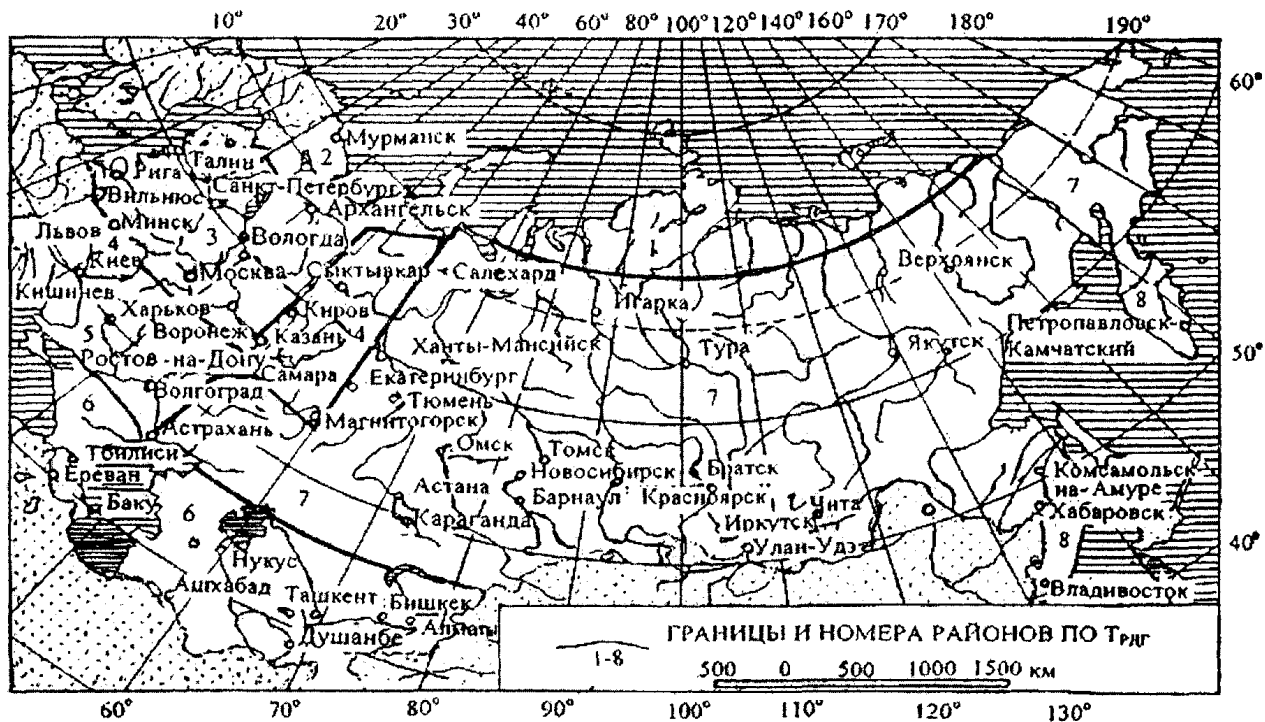 10° 20° 30° 40° 60° 80° 100° 120° 140° 160° 170° 180° 190°
60°
Мурманск
Талин 2
Рига
Санкт-Петербург 7
Вильнюс
Архангельск
Львов Минск
4 3 Вологда 1
Киев
Москва Сыктывкар Салехард Верхоянск
Кишинев Игарка 8
Харьков Киров
Воронеж Казань 4 Петропавловск-
5 Ханты-Мансийск Тура Якутск Камчатский
50°
Ростов-на-Дону
Самара Екатеринбург
Волгоград Тюмень 7
6 Магнитогорск
Астрахань Омск Томск
Тбилиси Новосибирск Братск Комсамольск
Ереван Астана Барнаул Красноярск на-Амуре
Баку 6 7 Чита Хабаровск
Караганда Иркутск
Нукус Улан-Удэ 8
40°
Ашхабад Владивосток
Ташкент Бишкек
Душанбе Алматы
ГРАНИЦЫ И НОМЕРА РАЙОНОВ ПО ТРДГ
1-8
500 0 500 1000 1500 км
60° 70° 80° 90° 100° 110° 120° 130°